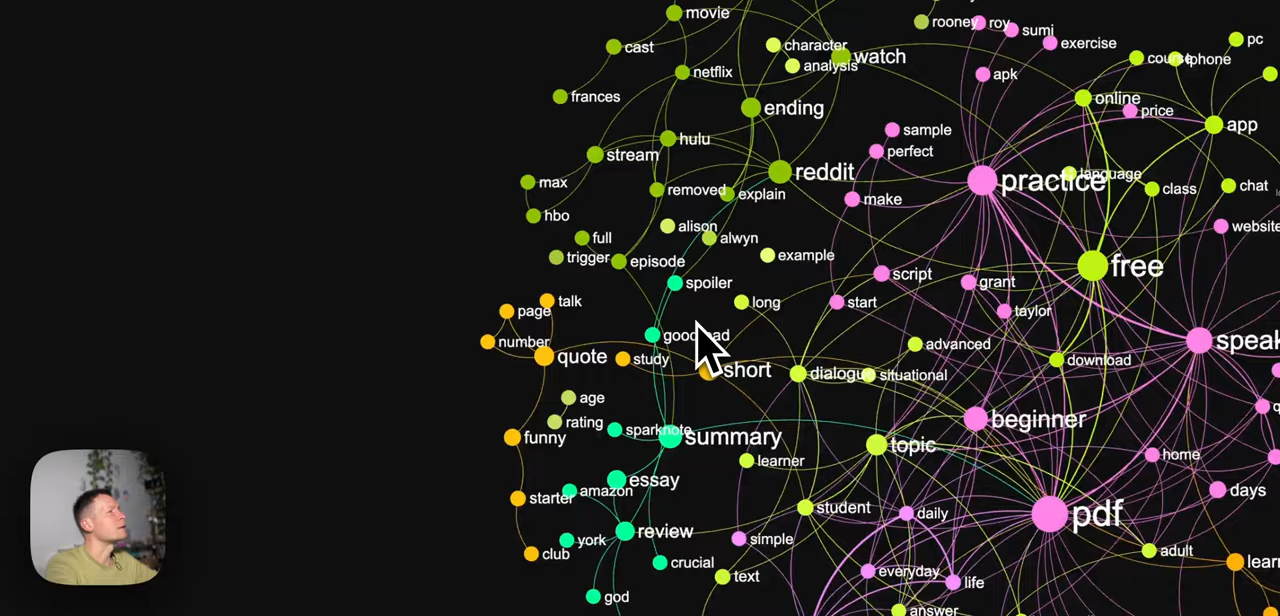 movie
rooney
roy
sumi
cast
character
exercise
pc
netflix
analysis
watch
apk
course
iphone
frances
ending
online
price
app
hulu
sample
perfect
stream
reddit
practice
language
max
removed
explain
make
class
chat
hbo
alison
website
full
alwyn
trigger
episode
example
free
spoiler
script
grant
talk
long
start
taylor
page
number
advanced
speak
quote
study
short
dialogue
situational
download
age
rating
sparknote
summary
beginner
funny
topic
learner
home
essay
amazon
starter
student
daily
pdf
days
review
york
simple
club
crucial
text
everyday
life
adult
learn
god
answer